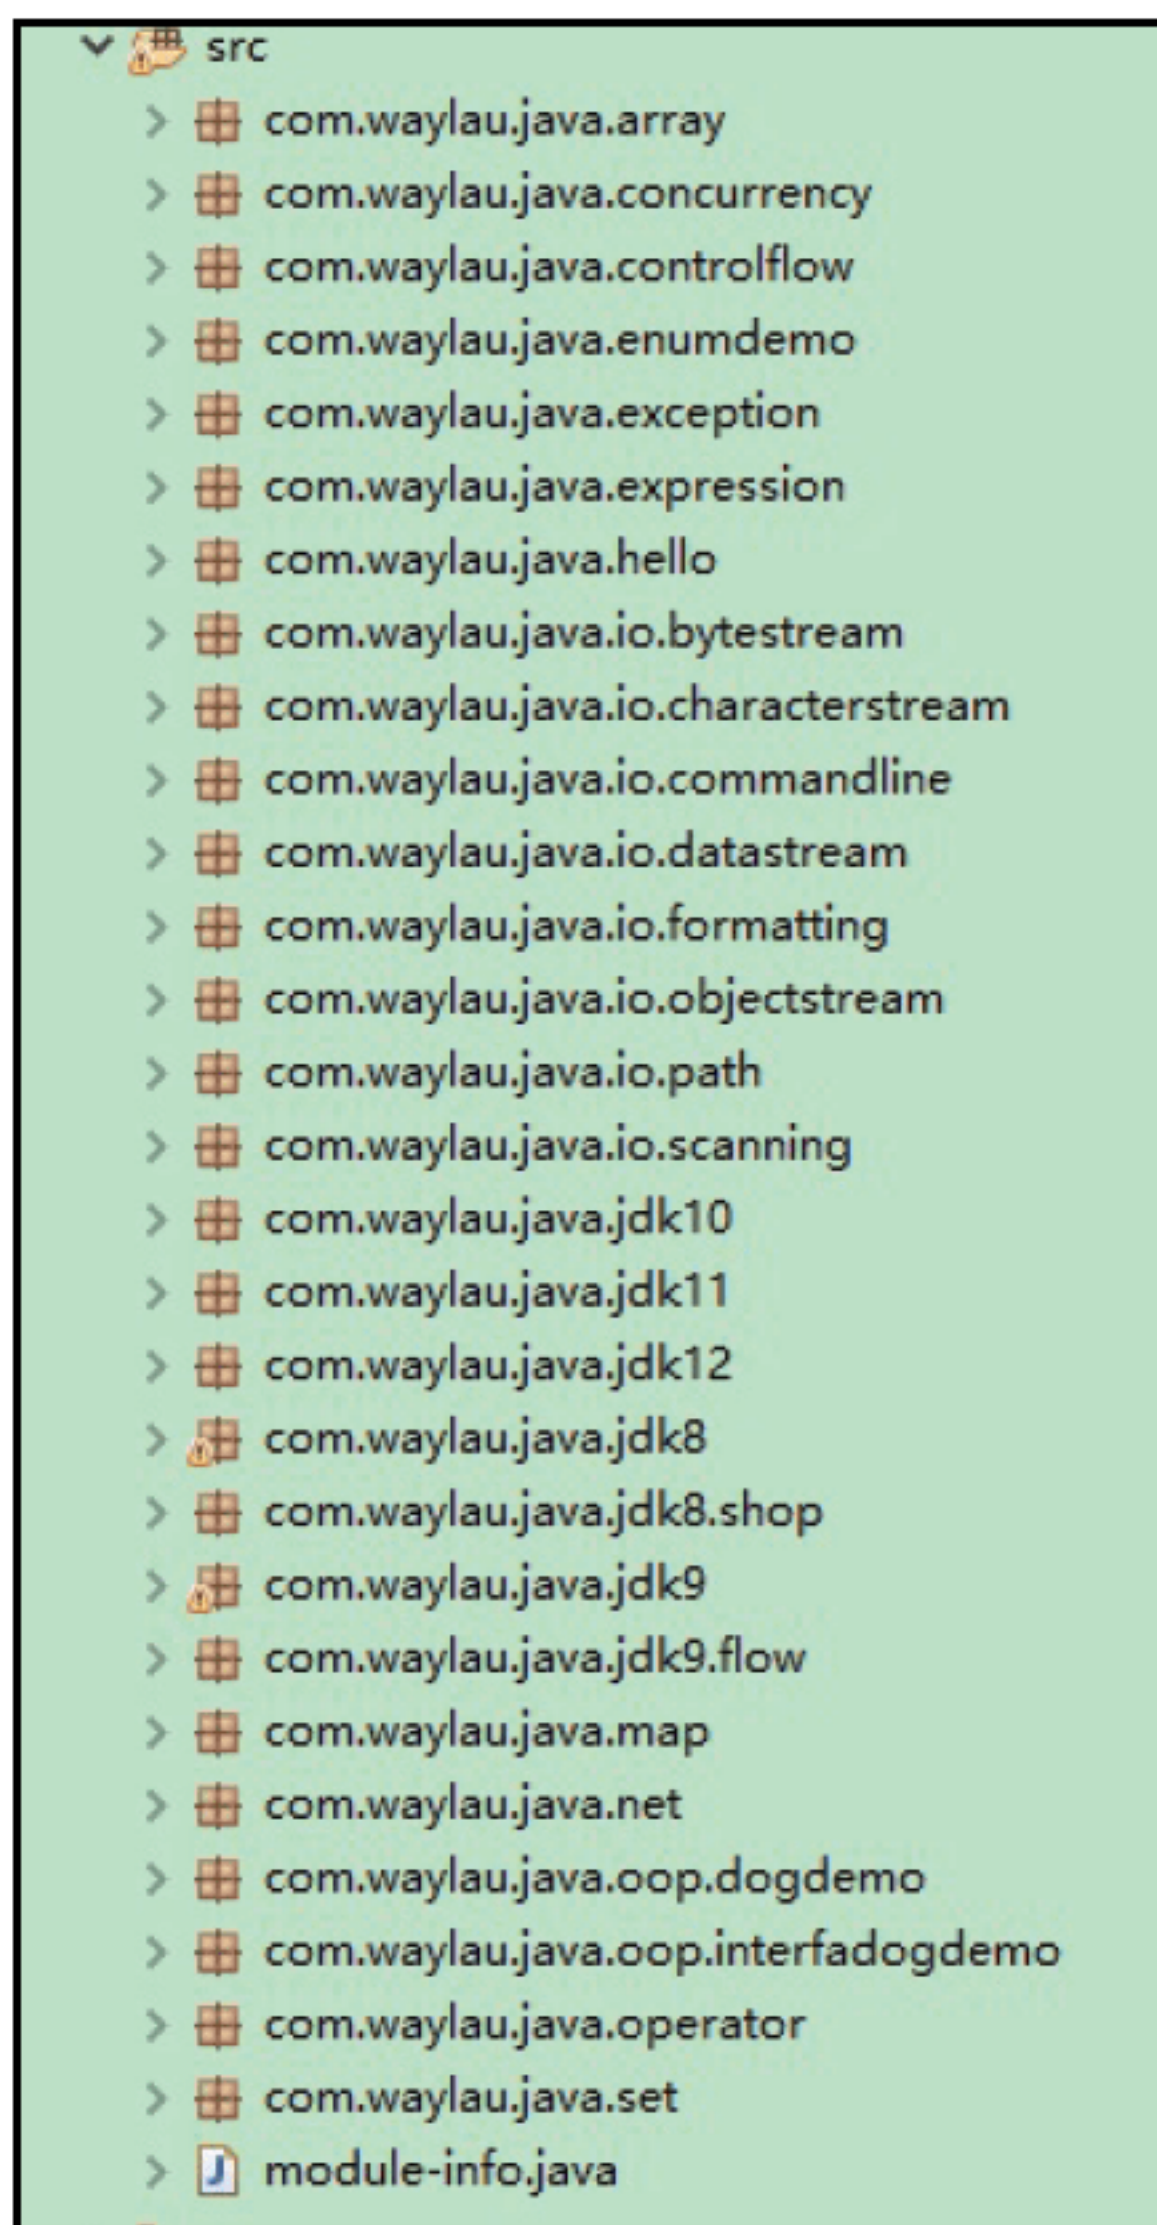 src
com.waylau.java.array
com.waylau.java.concurrency
com.waylau.java.controlflow
com.waylau.java.enumdemo
com.waylau.java.exception
com.waylau.java.expression
com.waylau.java.hello
com.waylau.java.io.bytestream
com.waylau.java.io.characterstream
com.waylau.java.io.commandline
com.waylau.java.io.datastream
com.waylau.java.io.formatting
com.waylau.java.io.objectstream
com.waylau.java.io.path
com.waylau.java.io.scanning
com.waylau.java.jdk10
com.waylau.java.jdk11
com.waylau.java.jdk12
com.waylau.java.jdk8
com.waylau.java.jdk8.shop
com.waylau.java.jdk9
com.waylau.java.jdk9.flow
com.waylau.java.map
com.waylau.java.net
com.waylau.java.oop.dogdemo
com.waylau.java.oop.interfadogdemo
com.waylau.java.operator
com.waylau.java.set
module-info.java